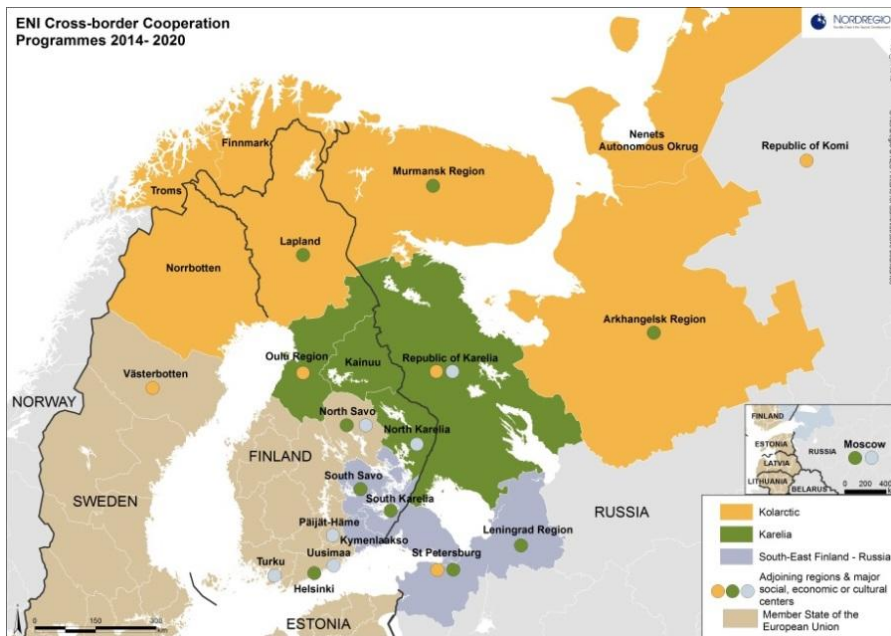 ENI Cross-border Cooperation
Programmes 2014- 2020
NORDREGIO
Finnmark
Troms
Nenets
Autonomous Okrug
Republic of Komi
Murmansk Region
Lapland
Norrbotten
Arkhangelsk Region
Oulu Region
Kainuu
Republic of Karelia
Västerbotten
NORWAY
North Savo
North Karelia
FINLAND
South Savo
SWEDEN
South Karelia
Päijät-Häme
Kymenlaakso
Leningrad Region
RUSSIA
Uusimaa
St Petersburg
Turku
Helsinki
ESTONIA
FINLAND
ESTONIA
RUSSIA
Moscow
LATVIA
LITHUANIA
BELARUS
0 200 400
km
Kolarctic
Karelia
South-East Finland - Russia
Adjoining regions & major
social, economic or cultural
centers
Member State of the
European Union
0 150 300
km